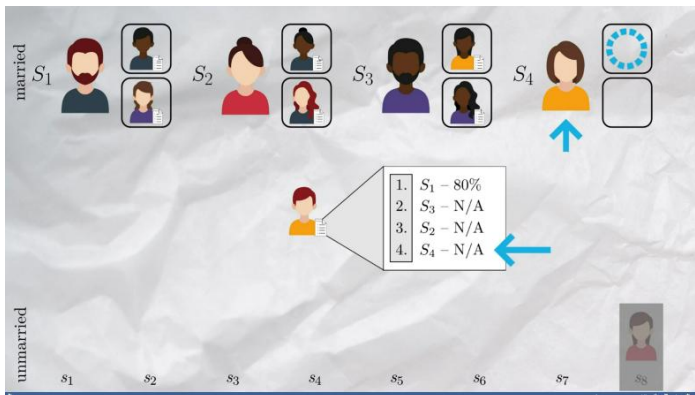 married
S₁
S₂
S₃
S₄
1. S₁ – 80%
2. S₃ – N/A
3. S₂ – N/A
4. S₄ – N/A
unmarried
s₁
s₂
s₃
s₄
s₅
s₆
s₇
s₈